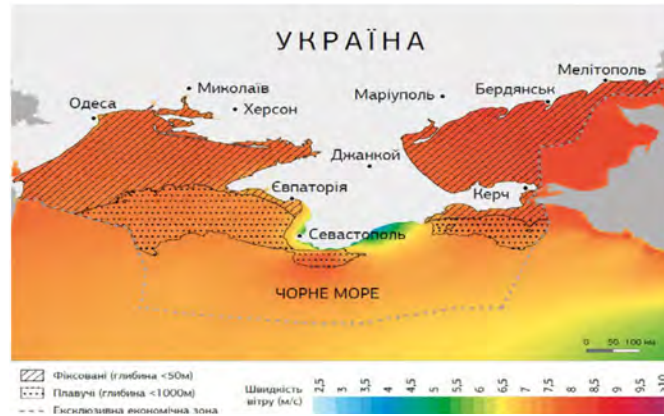 УКРАЇНА
Мелітополь
Миколаїв
Маріуполь
Бердянськ
Одеса
Херсон
Джанкой
Євпаторія
Керч
Севастополь
ЧОРНЕ МОРЕ
0 50 100 км
Фіксовані (глибина <50м)
Плавучі (глибина <1000м)
Ексклюзивна економічна зона
Швидкість
вітру (м/с)
2,5 3 3,5 4 4,5 5 5,5 6 6,5 7 7,5 8 8,5 9 9,5 10